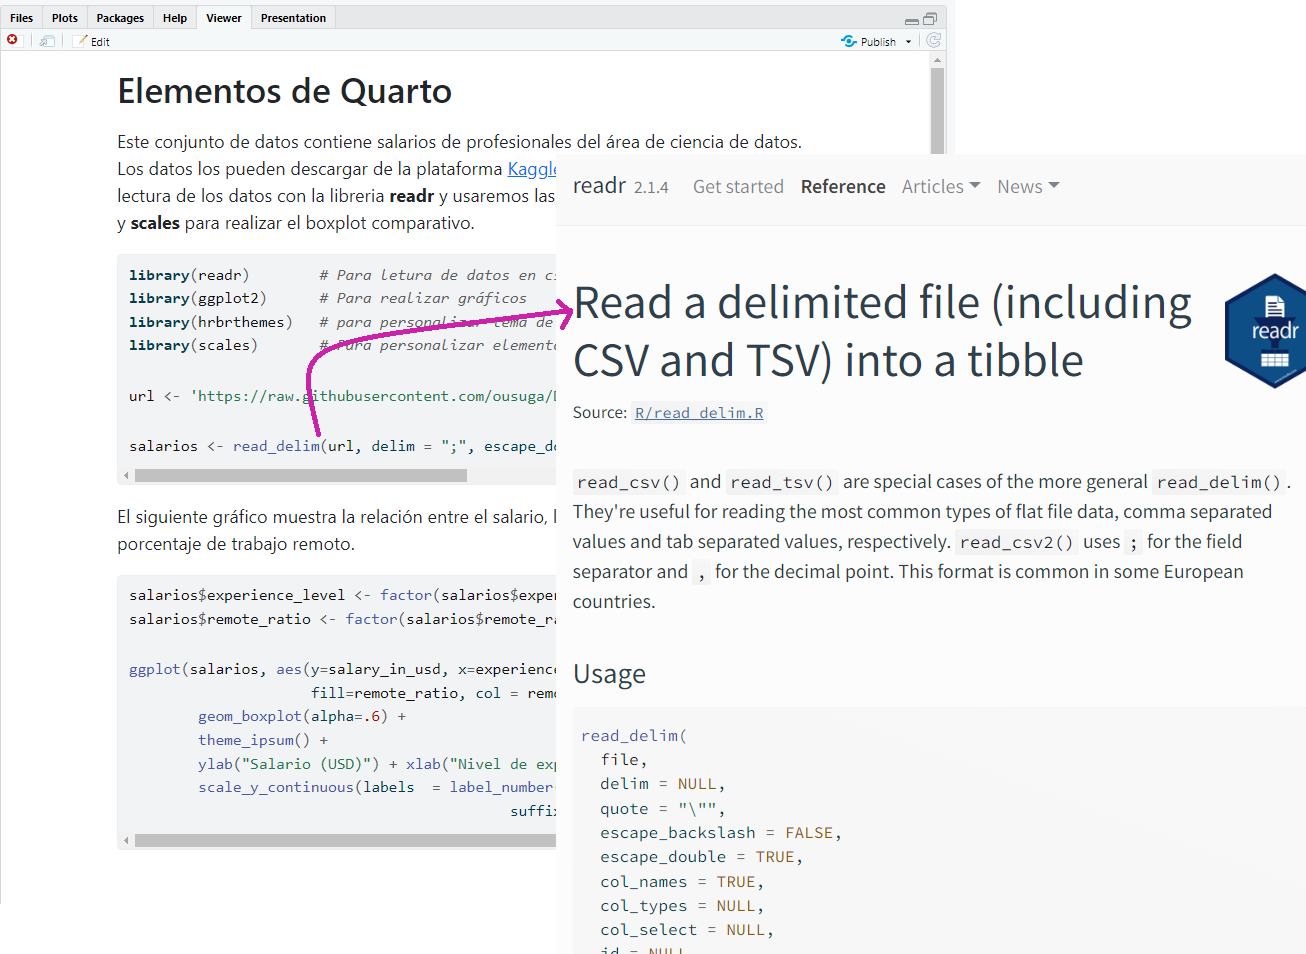 Files Plots Packages Help Viewer Presentation
Edit Publish
Elementos de Quarto
Este conjunto de datos contiene salarios de profesionales del área de ciencia de datos.
Los datos los pueden descargar de la plataforma Kaggle
lectura de los datos con la libreria readr y usaremos las
y scales para realizar el boxplot comparativo.
library(readr) # Para letura de datos en cs
library(ggplot2) # Para realizar gráficos
library(hrbrthemes) # para personalizar tema de
library(scales) # Para personalizar elemento
url <- 'https://raw.githubusercontent.com/ousuga/D
salarios <- read_delim(url, delim = ";", escape_do
El siguiente gráfico muestra la relación entre el salario, l
porcentaje de trabajo remoto.
salarios$experience_level <- factor(salarios$exper
salarios$remote_ratio <- factor(salarios$remote_ra
ggplot(salarios, aes(y=salary_in_usd, x=experience
fill=remote_ratio, col = remo
geom_boxplot(alpha=.6) +
theme_ipsum() +
ylab("Salario (USD)") + xlab("Nivel de exp
scale_y_continuous(labels = label_number(
suffix
readr 2.1.4 Get started Reference Articles News
Read a delimited file (including
CSV and TSV) into a tibble
readr
Source: R/read_delim.R
read_csv() and read_tsv() are special cases of the more general read_delim().
They're useful for reading the most common types of flat file data, comma separated
values and tab separated values, respectively. read_csv2() uses ; for the field
separator and , for the decimal point. This format is common in some European
countries.
Usage
read_delim(
file,
delim = NULL,
quote = "\"",
escape_backslash = FALSE,
escape_double = TRUE,
col_names = TRUE,
col_types = NULL,
col_select = NULL,
id = NULL